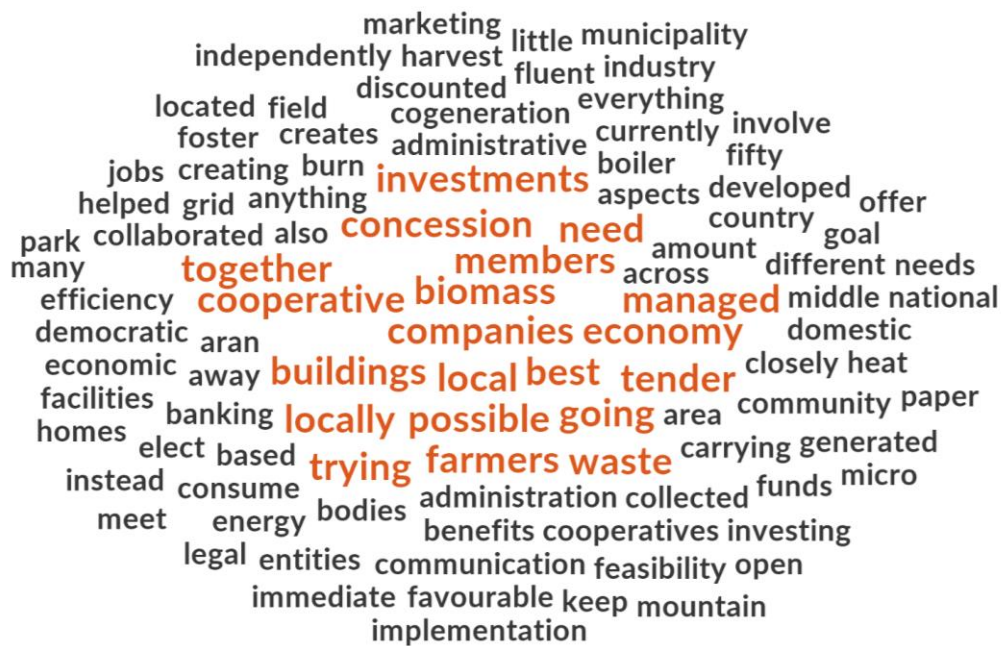 marketing little municipality
independently harvest fluent industry
discounted everything
located field cogeneration
foster creates administrative currently involve
jobs creating burn investments boiler fifty
helped grid anything aspects developed offer
park collaborated also concession need country goal
many together members across amount different needs
efficiency cooperative biomass managed middle national
democratic aran companies economy domestic
economic away buildings local best tender closely heat
facilities banking locally possible going area community paper
homes elect based trying farmers waste carrying generated
instead consume administration collected funds micro
meet energy bodies benefits cooperatives investing
legal entities communication feasibility open
immediate favourable keep mountain
implementation